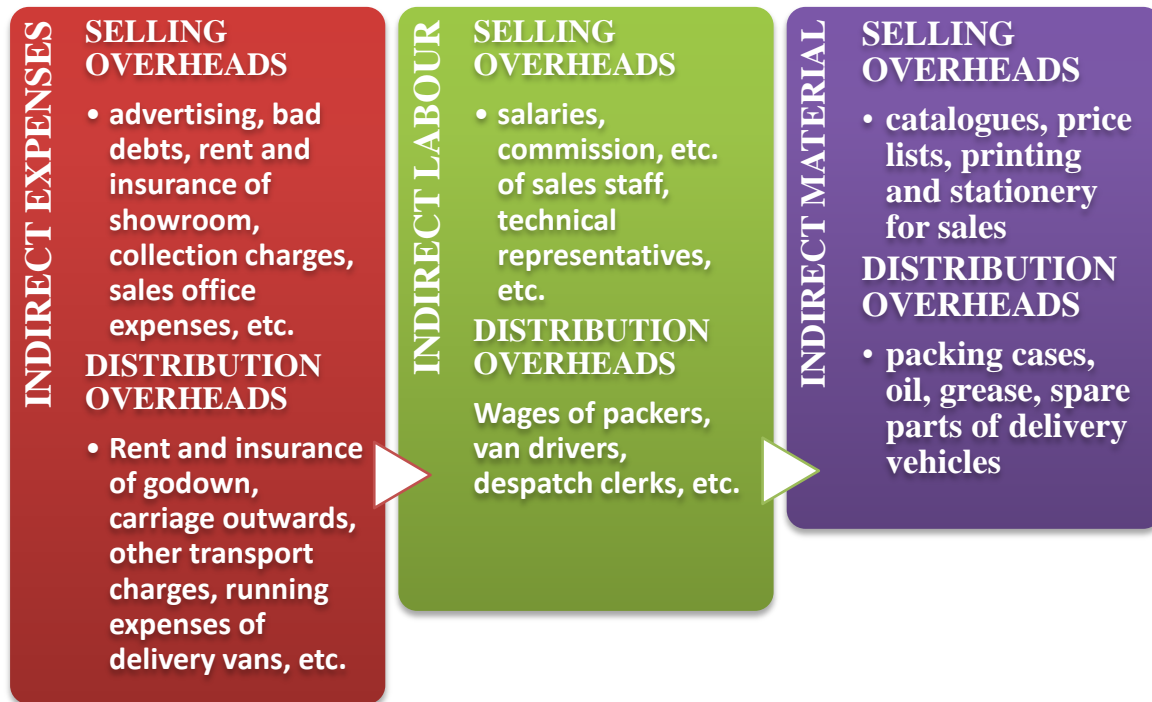 INDIRECT EXPENSES
SELLING
OVERHEADS
• advertising, bad
debts, rent and
insurance of
showroom,
collection charges,
sales office
expenses, etc.
DISTRIBUTION
OVERHEADS
• Rent and insurance
of godown,
carriage outwards,
other transport
charges, running
expenses of
delivery vans, etc.
INDIRECT LABOUR
SELLING
OVERHEADS
• salaries,
commission, etc.
of sales staff,
technical
representatives,
etc.
DISTRIBUTION
OVERHEADS
Wages of packers,
van drivers,
despatch clerks, etc.
INDIRECT MATERIAL
SELLING
OVERHEADS
• catalogues, price
lists, printing
and stationery
for sales
DISTRIBUTION
OVERHEADS
• packing cases,
oil, grease, spare
parts of delivery
vehicles